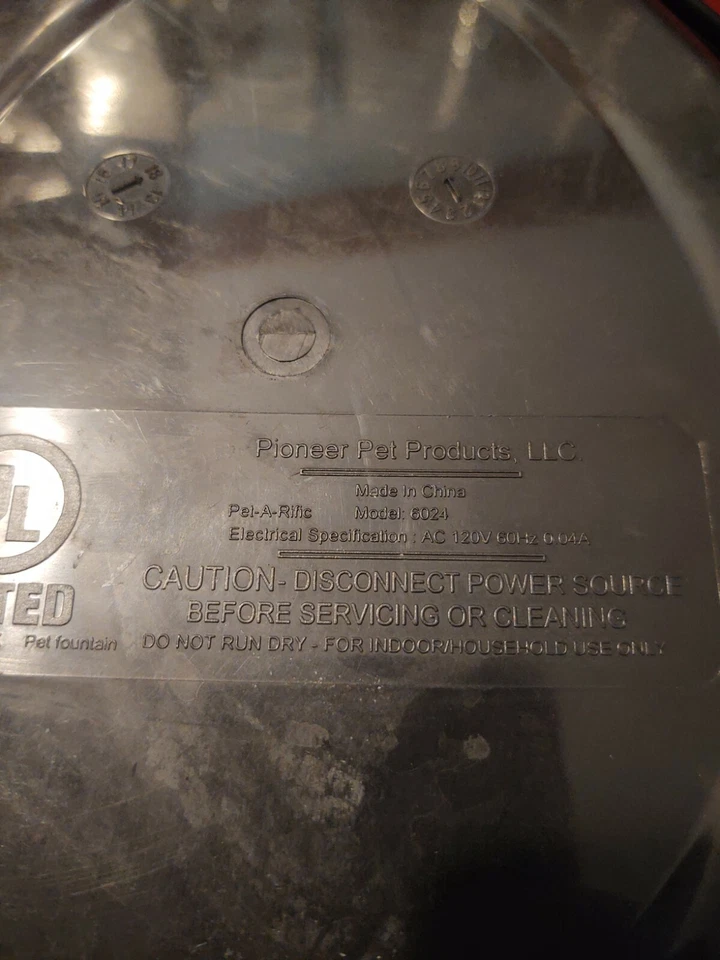 UL
Pioneer Pet Products, LLC.
Made In China
Pet-A-Rific Model: 6024
Electrical Specification : AC 120V 60Hz 0.04A
CAUTION- DISCONNECT POWER SOURCE
BEFORE SERVICING OR CLEANING
Pet fountain DO NOT RUN DRY - FOR INDOOR/HOUSEHOLD USE ONLY